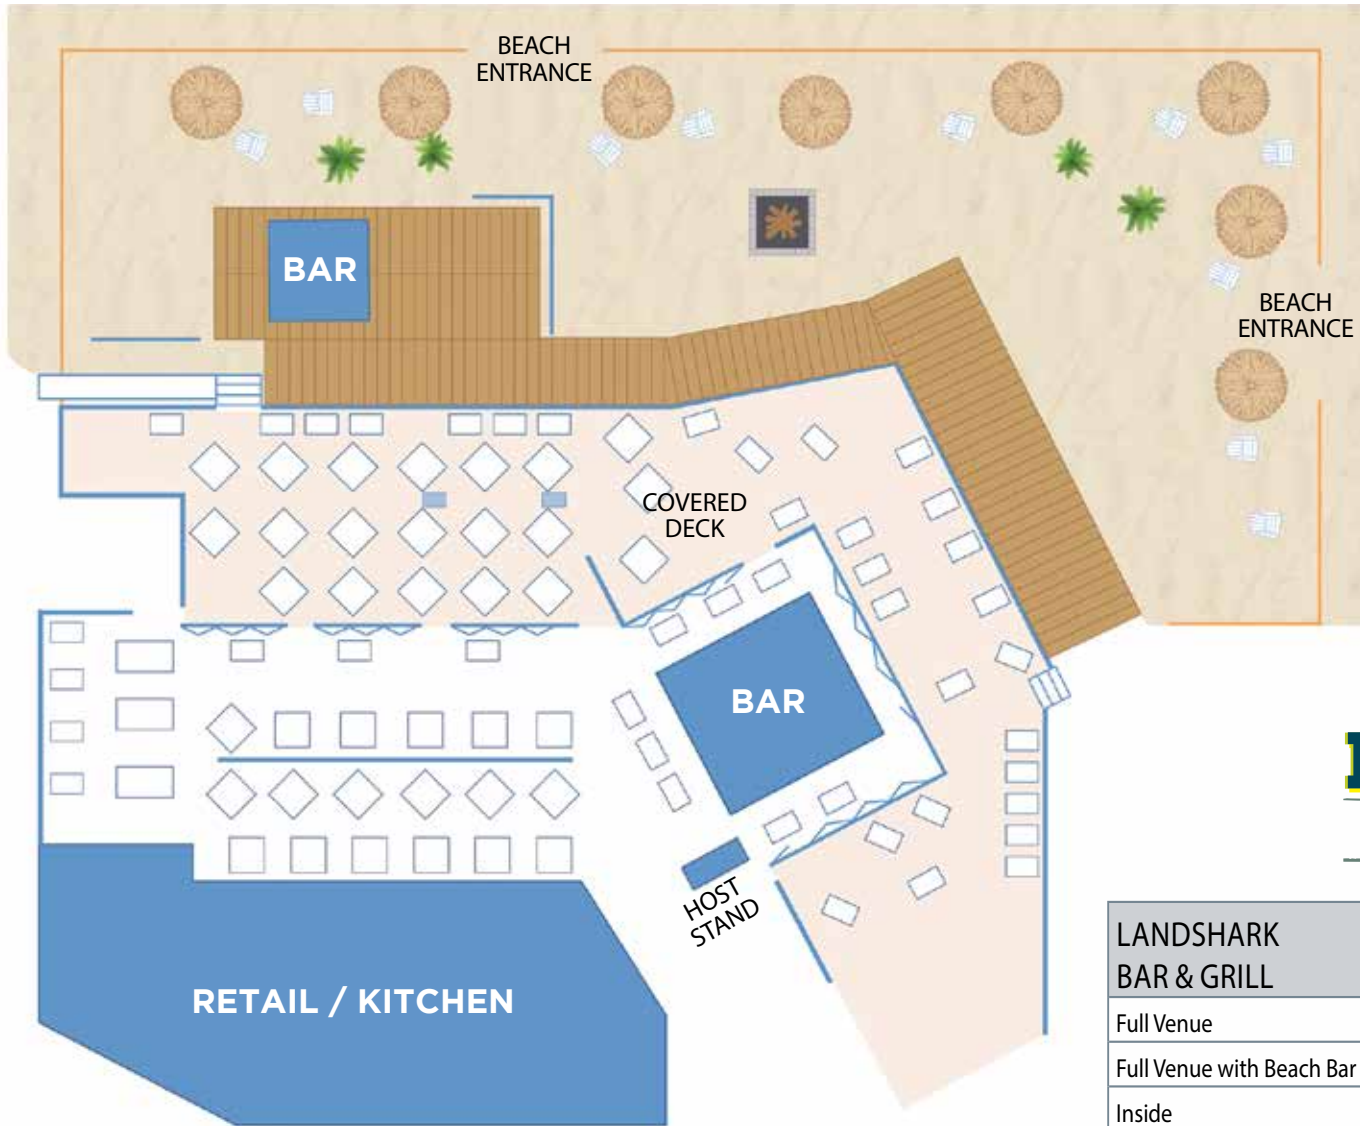 BEACH
ENTRANCE
BAR
BEACH
ENTRANCE
COVERED
DECK
BAR
HOST
STAND
RETAIL / KITCHEN
LANDSHARK
BAR & GRILL
Full Venue
Full Venue with Beach Bar
Inside